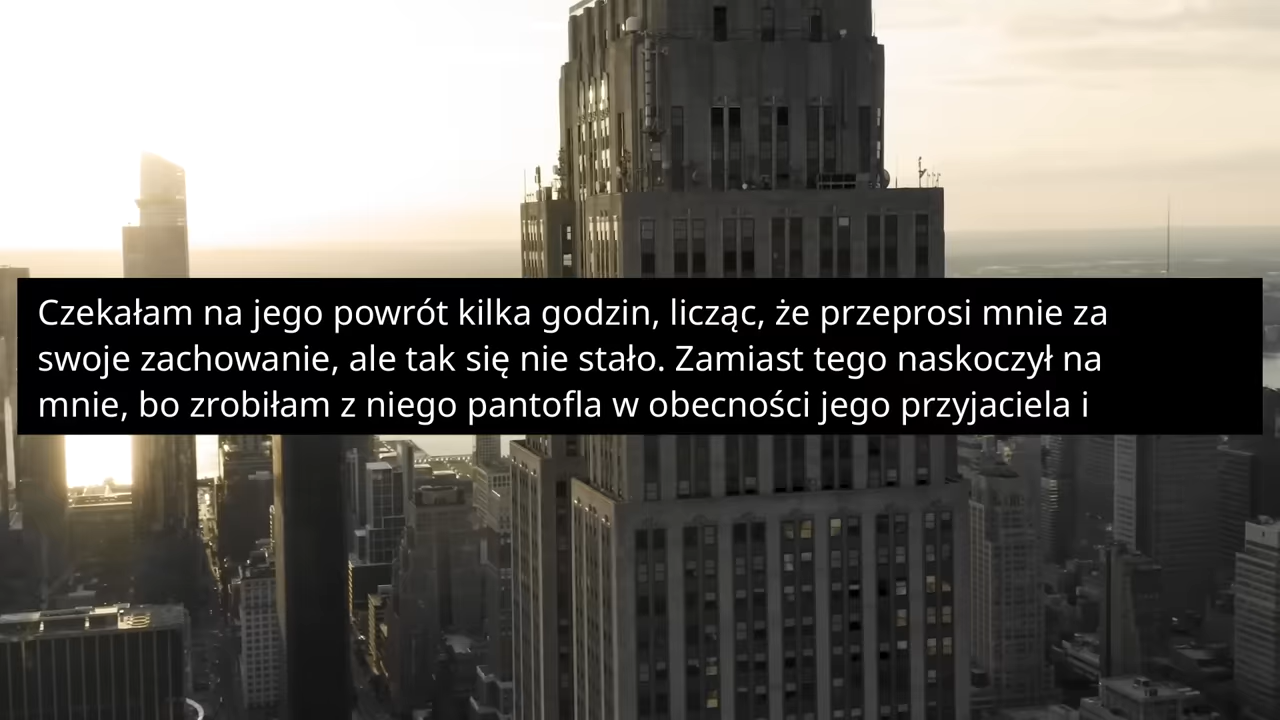 Czekałam na jego powrót kilka godzin, licząc, że przeprosi mnie za
swoje zachowanie, ale tak się nie stało. Zamiast tego naskoczył na
mnie, bo zrobiłam z niego pantofla w obecności jego przyjaciela i